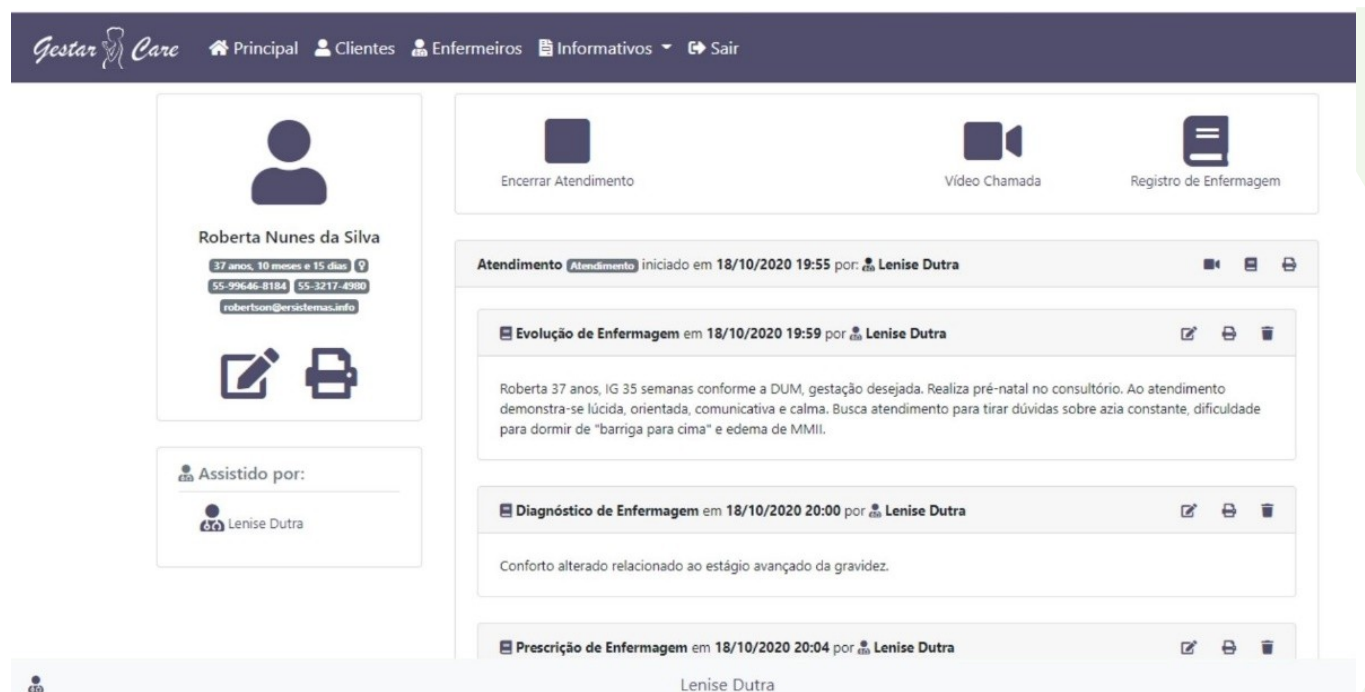 Gestar Care Principal Clientes Enfermeiros Informativos Sair
Roberta Nunes da Silva
37 anos, 10 meses e 15 dias
55-99646-8184 55-3217-4980
robertson@ersistemas.info
Assistido por:
Lenise Dutra
Encerrar Atendimento Vídeo Chamada Registro de Enfermagem
Atendimento Atendimento iniciado em 18/10/2020 19:55 por: Lenise Dutra
Evolução de Enfermagem em 18/10/2020 19:59 por Lenise Dutra
Roberta 37 anos, IG 35 semanas conforme a DUM, gestação desejada. Realiza pré-natal no consultório. Ao atendimento
demonstra-se lúcida, orientada, comunicativa e calma. Busca atendimento para tirar dúvidas sobre azia constante, dificuldade
para dormir de "barriga para cima" e edema de MMII.
Diagnóstico de Enfermagem em 18/10/2020 20:00 por Lenise Dutra
Conforto alterado relacionado ao estágio avançado da gravidez.
Prescrição de Enfermagem em 18/10/2020 20:04 por Lenise Dutra
Lenise Dutra